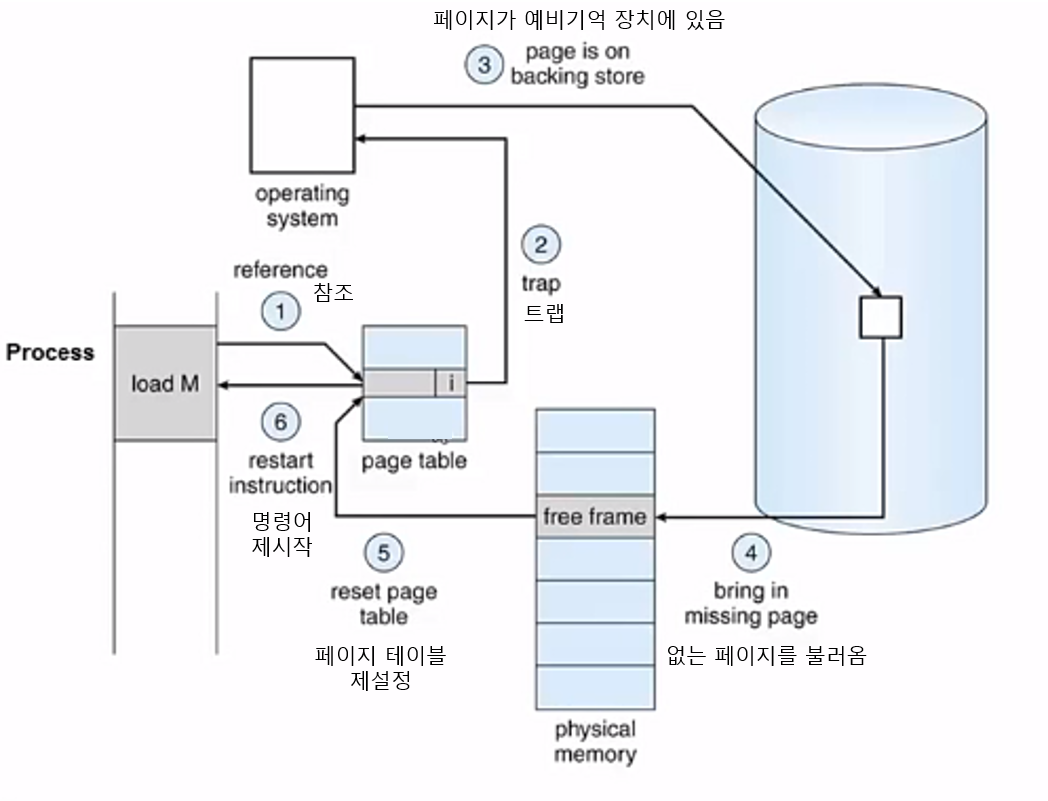 페이지가 예비기억 장치에 있음
3
page is on
backing store
operating
system
2
trap
트랩
reference
참조
1
Process
load M
i
6
restart
instruction
명령어
제시작
page table
free frame
5
reset page
table
페이지 테이블
제설정
4
bring in
missing page
없는 페이지를 불러옴
physical
memory